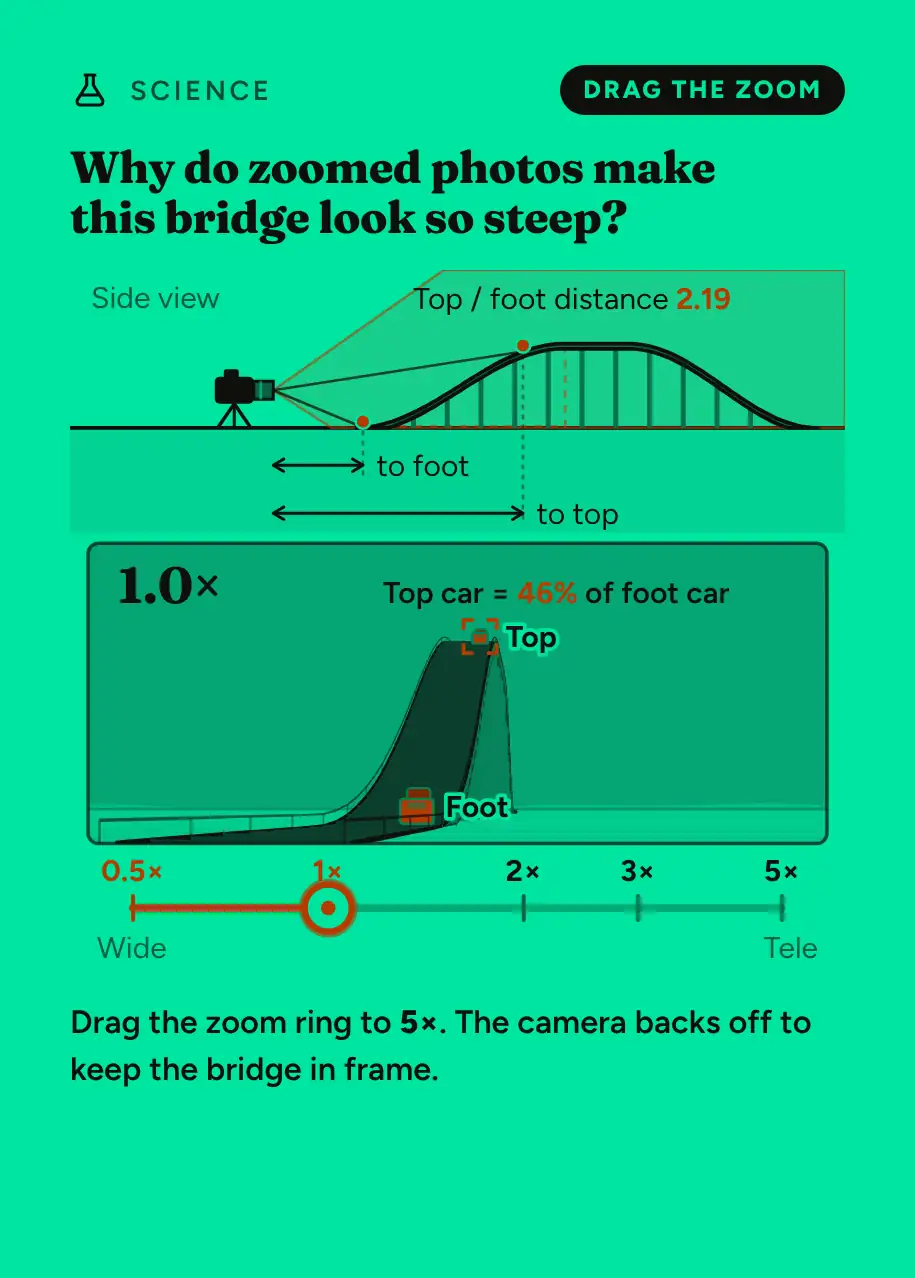 SCIENCE
DRAG THE ZOOM
Why do zoomed photos make
this bridge look so steep?
Side view
Top / foot distance 2.19
to foot
to top
1.0×
Top car = 46% of foot car
Top
Foot
0.5× 1× 2× 3× 5×
Wide Tele
Drag the zoom ring to 5×. The camera backs off to
keep the bridge in frame.